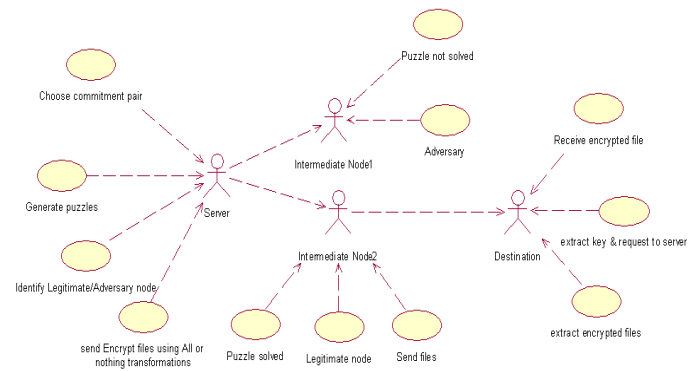 Puzzle not solved
Choose commitment pair
Adversary
Receive encrypted file
Intermediate Node1
Generate puzzles
Server
extract key & request to server
Intermediate Node2
Destination
Identify Legitimate/Adversary node
send Encrypt files using All or
nothing transformations
Puzzle solved
Legitimate node
Send files
extract encrypted files